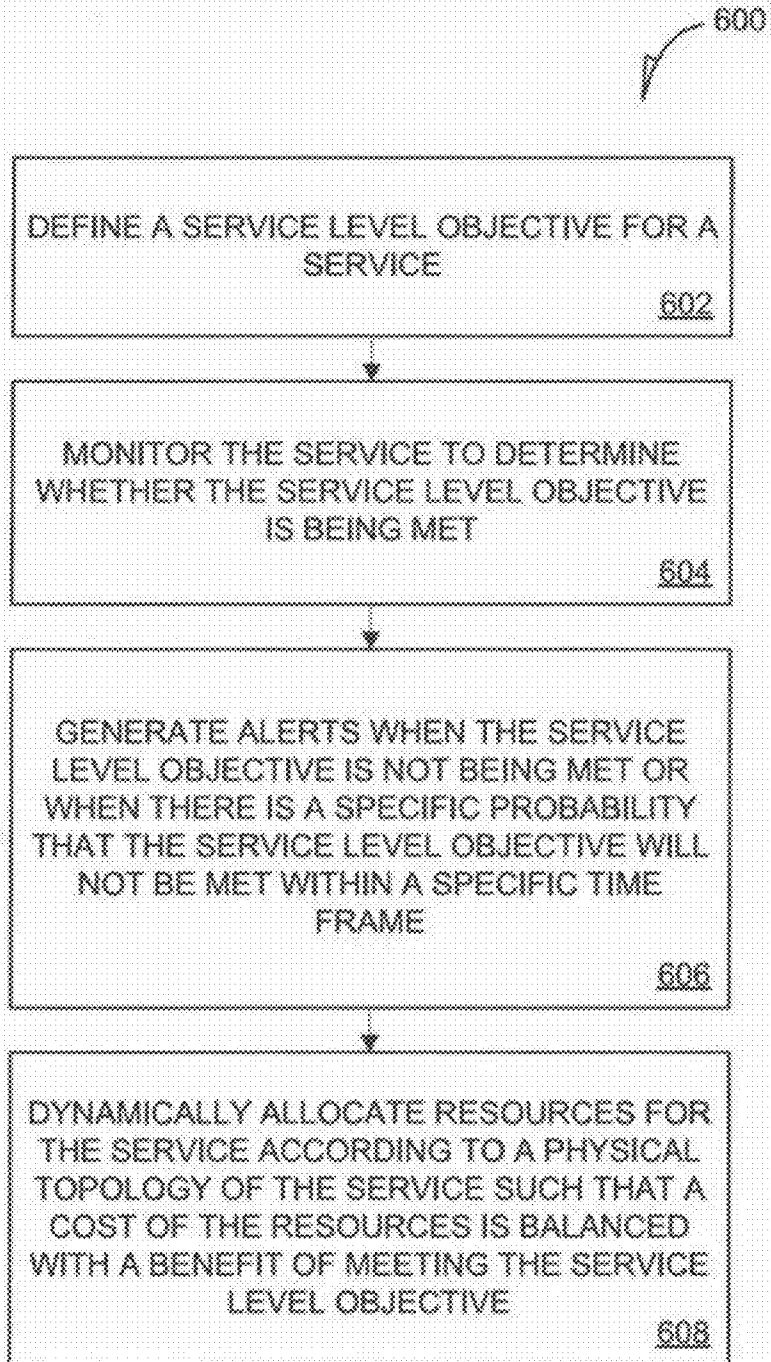 600
DEFINE A SERVICE LEVEL OBJECTIVE FOR A
SERVICE
602
MONITOR THE SERVICE TO DETERMINE
WHETHER THE SERVICE LEVEL OBJECTIVE
IS BEING MET
604
GENERATE ALERTS WHEN THE SERVICE
LEVEL OBJECTIVE IS NOT BEING MET OR
WHEN THERE IS A SPECIFIC PROBABILITY
THAT THE SERVICE LEVEL OBJECTIVE WILL
NOT BE MET WITHIN A SPECIFIC TIME
FRAME
606
DYNAMICALLY ALLOCATE RESOURCES FOR
THE SERVICE ACCORDING TO A PHYSICAL
TOPOLOGY OF THE SERVICE SUCH THAT A
COST OF THE RESOURCES IS BALANCED
WITH A BENEFIT OF MEETING THE SERVICE
LEVEL OBJECTIVE
608